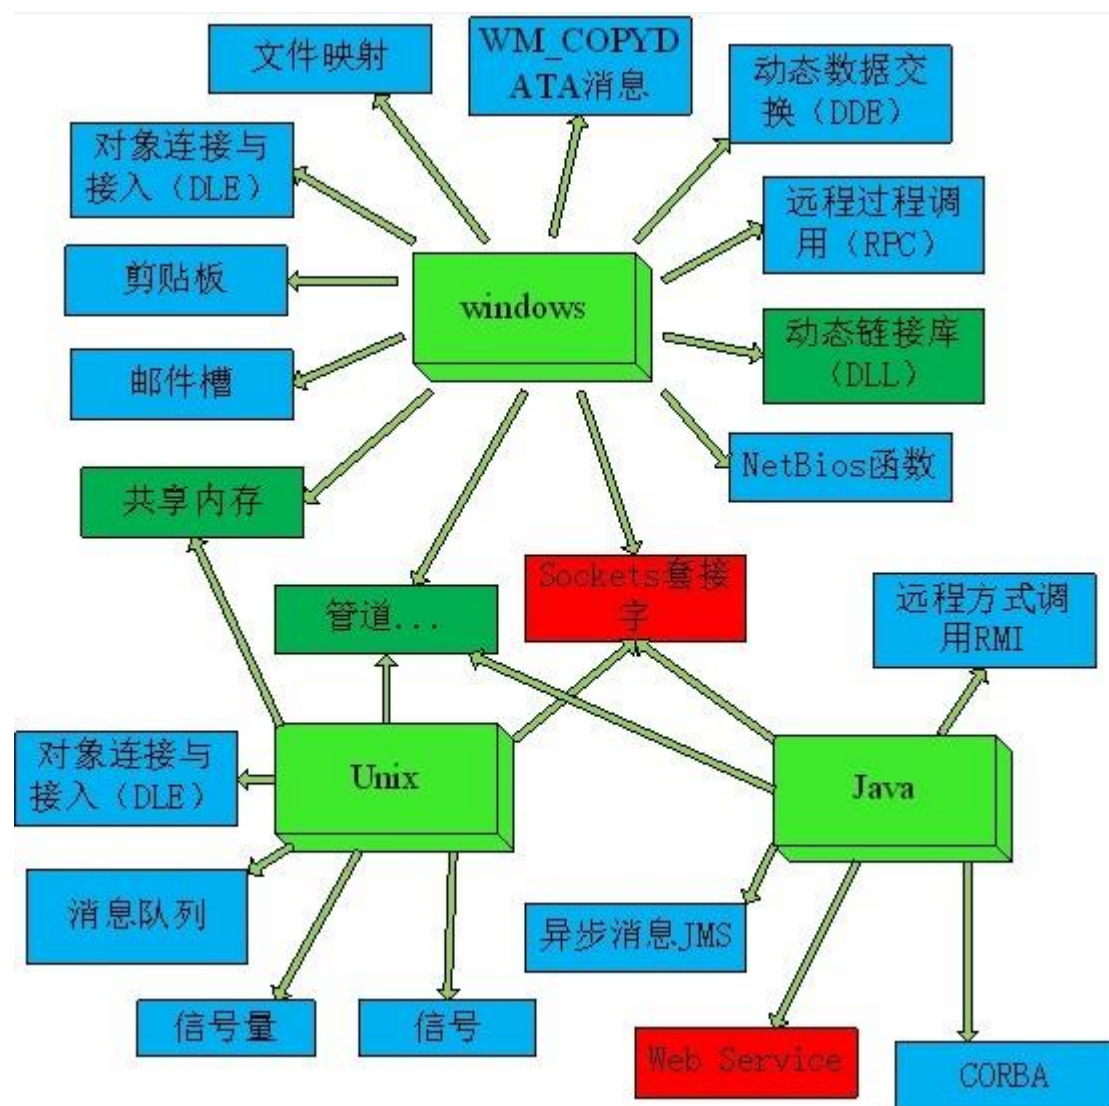 文件映射
WM_COPYD
ATA消息
动态数据交
换（DDE）
对象连接与
接入（DLE）
远程过程调
用（RPC）
剪贴板
windows
动态链接库
（DLL）
邮件槽
NetBios函数
共享内存
Sockets套接
字
管道...
远程方式调
用RMI
对象连接与
接入（DLE）
Unix
Java
消息队列
异步消息JMS
信号量
信号
Web Service
CORBA